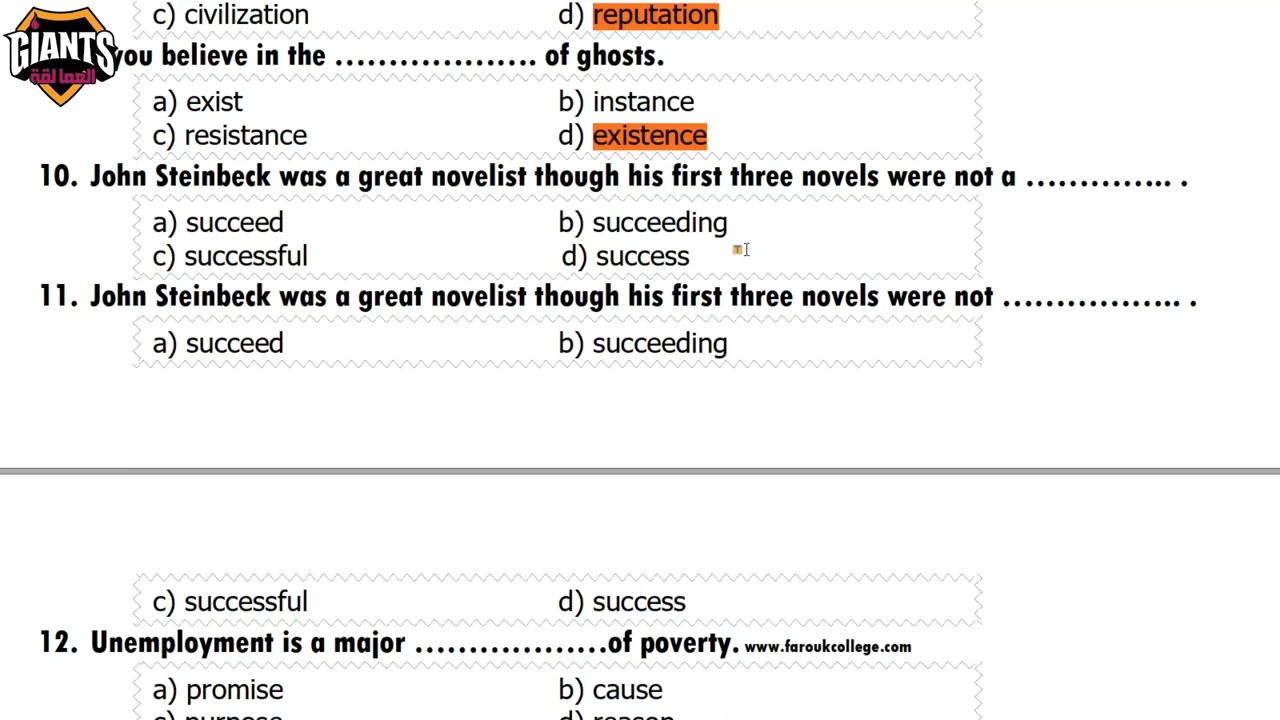 c) civilization d) reputation
GIANTS
العمالقة
you believe in the ………………… of ghosts.
a) exist b) instance
c) resistance d) existence
10. John Steinbeck was a great novelist though his first three novels were not a …………… .
a) succeed b) succeeding
c) successful d) success
11. John Steinbeck was a great novelist though his first three novels were not ……………….. .
a) succeed b) succeeding
c) successful d) success
12. Unemployment is a major ………………of poverty. www.faroukcollege.com
a) promise b) cause
c) purpose d) reason